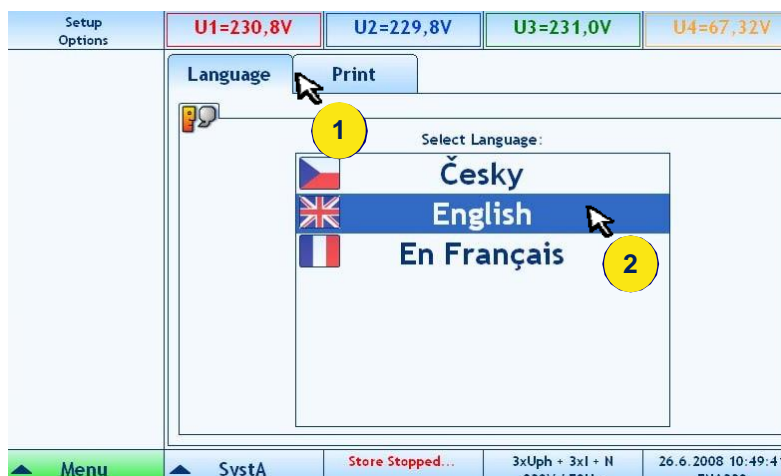 Setup
Options
U1=230,8V
U2=229,8V
U3=231,0V
U4=67,32V
Language
Print
1
Select Language:
Česky
English
En Français
2
Menu
SystA
Store Stopped...
3xUph + 3xI + N
26.6.2008 10:49:4